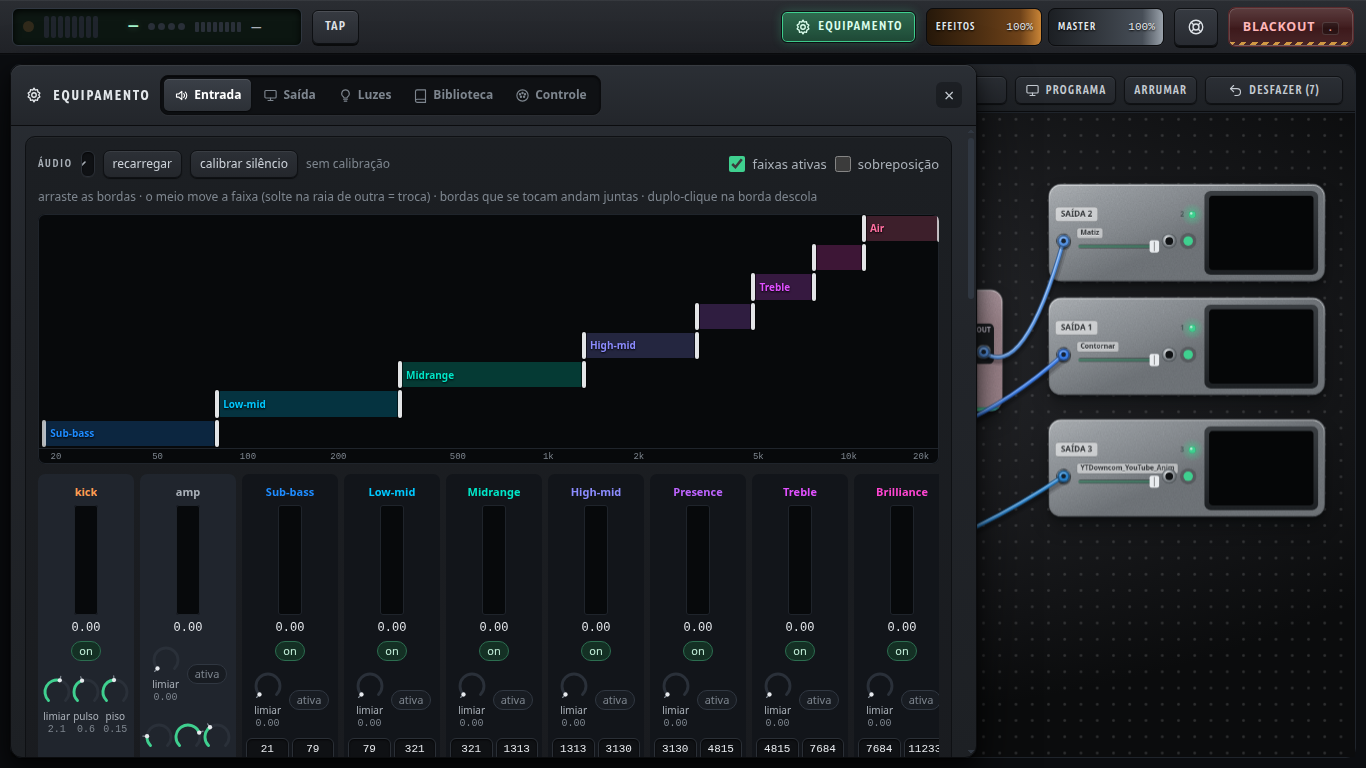 TAP
EQUIPAMENTO
EFEITOS 100%
MASTER 100%
BLACKOUT .
EQUIPAMENTO
Entrada
Saída
Luzes
Biblioteca
Controle
PROGRAMA
ARRUMAR
DESFAZER (7)
ÁUDIO
recarregar
calibrar silêncio
sem calibração
faixas ativas
sobreposição
arraste as bordas · o meio move a faixa (solte na raia de outra = troca) · bordas que se tocam andam juntas · duplo-clique na borda descola
Air
Treble
High-mid
Midrange
Low-mid
Sub-bass
20 50 100 200 500 1k 2k 5k 10k 20k
kick amp Sub-bass Low-mid Midrange High-mid Presence Treble Brilliance
0.00 0.00 0.00 0.00 0.00 0.00 0.00 0.00 0.00
on on on on on on on on
ativa ativa ativa ativa ativa ativa ativa ativa
limiar limiar limiar limiar limiar limiar limiar limiar
0.00 0.00 0.00 0.00 0.00 0.00 0.00 0.00
limiar pulso piso
2.1 0.6 0.15
21 79 79 321 321 1313 1313 3130 3130 4815 4815 7684 7684 11233
SAÍDA 2 2
Matiz
OUT
SAÍDA 1 1
Contornar
SAÍDA 3 3
YTDowncom_YouTube_Anim